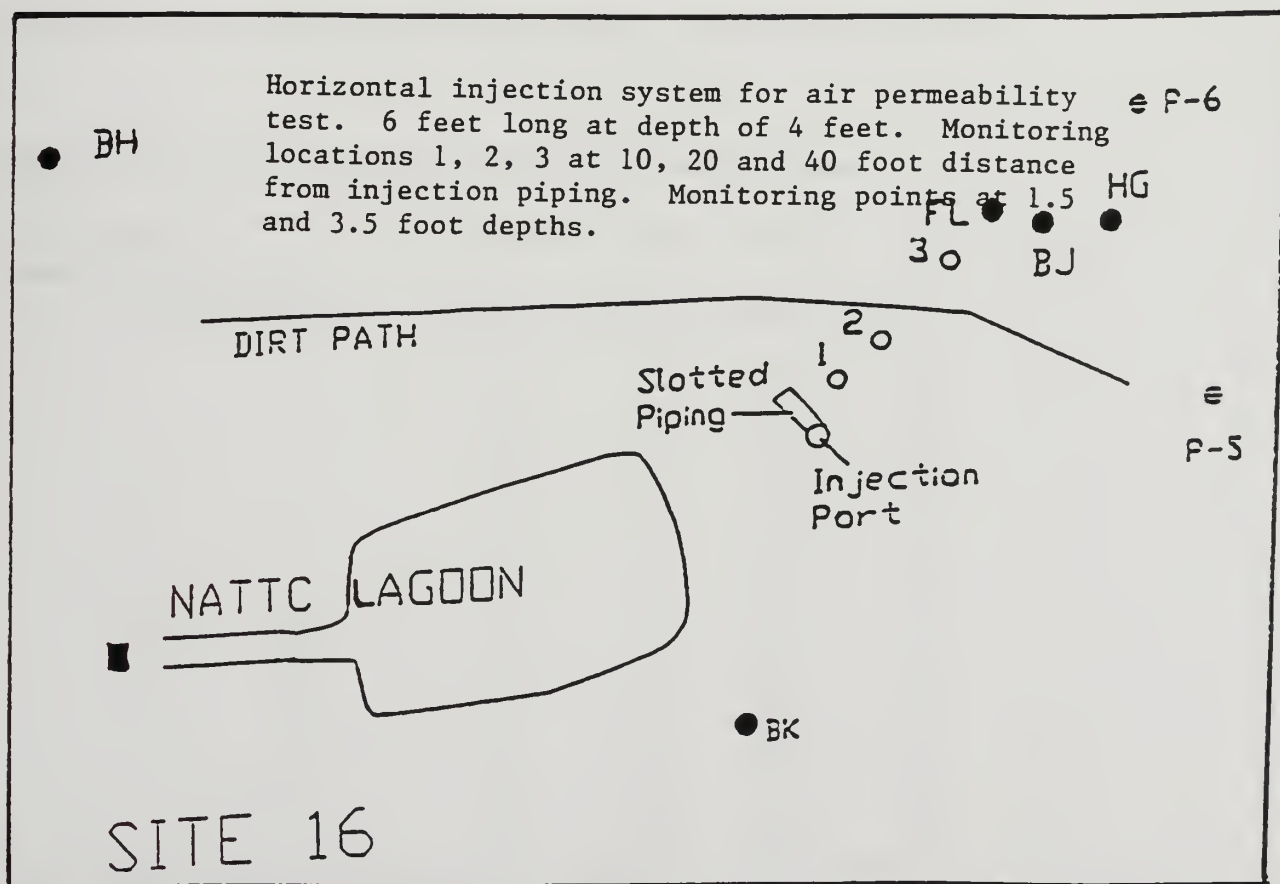 Horizontal injection system for air permeability
test. 6 feet long at depth of 4 feet. Monitoring
locations 1, 2, 3 at 10, 20 and 40 foot distance
from injection piping. Monitoring points at 1.5
and 3.5 foot depths.
F-6
BH
HG
FL
BJ
3
DIRT PATH
2
1
Slotted
Piping
F-5
Injection
Port
NATTC LAGOON
BK
SITE 16